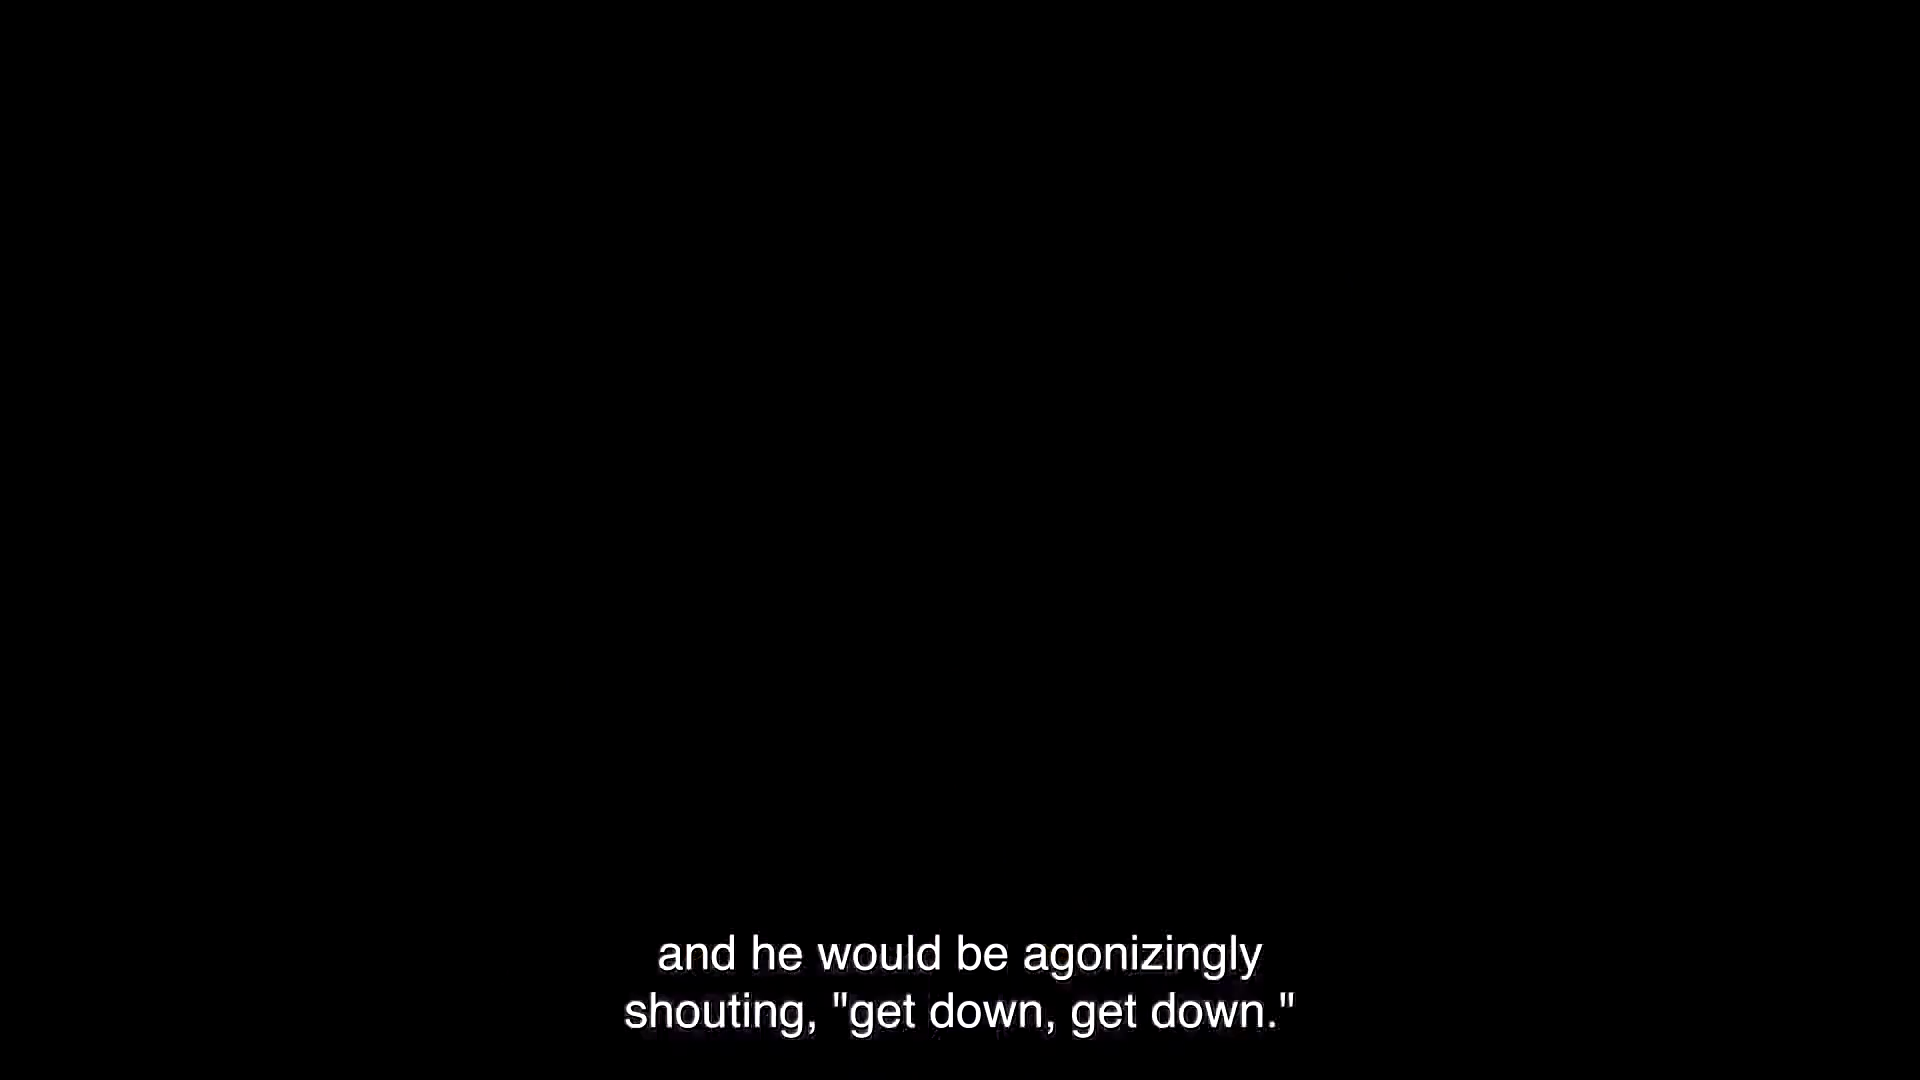 and he would be agonizingly
shouting, "get down, get down."